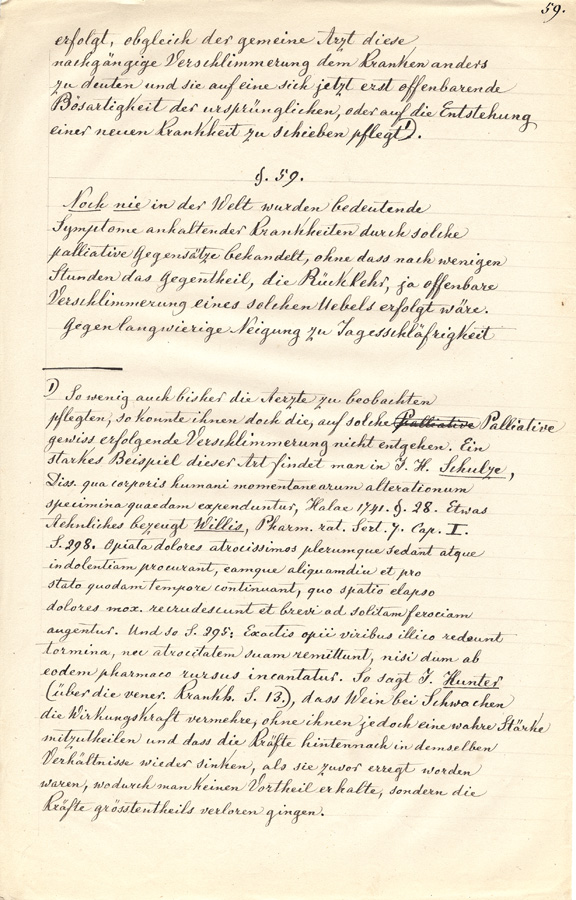 59.
erfolgt, obgleich der gemeine Arzt diese
nachgängige Verschlimmerung dem Kranken anders
zu deuten und sie auf eine sich jetzt erst offenbarende
Bösartigkeit der ursprünglichen, oder auf die Entstehung
einer neuen Krankheit zu schieben pflegt 1).
§. 59.
Noch nie in der Welt wurden bedeutende
Symptome anhaltender Krankheiten durch solche
palliative Gegensätze behandelt, ohne dass nach wenigen
Stunden das Gegentheil, die Rückkehr, ja offenbare
Verschlimmerung eines solchen Uebels erfolgt wäre.
Gegen langwierige Neigung zu Tagesschläfrigkeit
1) So wenig auch bisher die Aerzte zu beobachten
pflegten, so konnte ihnen doch die, auf solche Palliative Palliative
gewiss erfolgende Verschlimmerung nicht entgehen. Ein
starkes Beispiel dieser Art findet man in J. H. Schulze,
Diss. qua corporis humani momentanearum alterationum
specimina quaedam expenduntur, Halae 1741. §. 28. Etwas
Aehnliches bezeugt Willis, Pharm. rat. Sect. 7. Cap. I.
S. 298. Opiata dolores atrocissimos plerumque sedant atque
indolentiam procurant, eamque aliquamdiu et pro
stato quodam tempore continuant, quo spatio elapso
dolores mox recrudescunt et brevi ad solitam ferociam
augentur. Und so S. 295: Exactis opii viribus illico redeunt
tormina, nec atrocitatem suam remittunt, nisi dum ab
eodem pharmaco rursus incantatur. So sagt J. Hunter
(über die vener. Krankh. S. 13.), dass Wein bei Schwachen
die Wirkungskraft vermehre, ohne ihnen jedoch eine wahre Stärke
mitzutheilen und dass die Kräfte hintennach in demselben
Verhältnisse wieder sinken, als sie zuvor erregt worden
waren, wodurch man keinen Vortheil erhalte, sondern die
Kräfte grösstentheils verloren gingen.